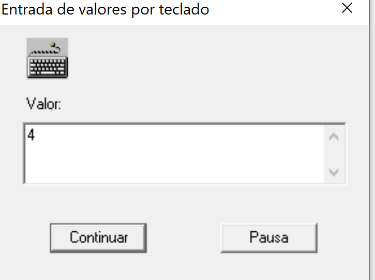 Entrada de valores por teclado
Valor:
4
Continuar
Pausa